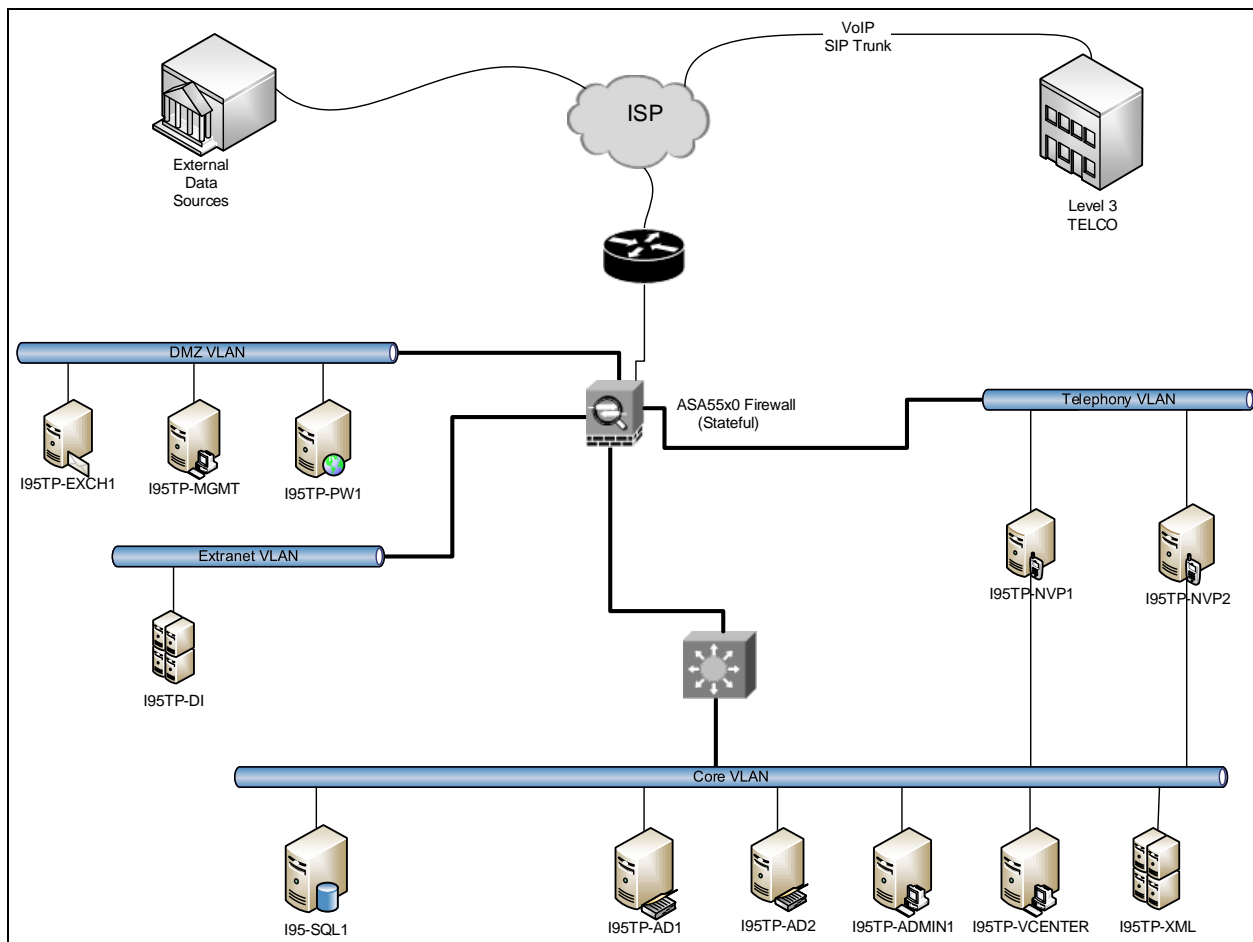 VoIP
SIP Trunk
ISP
External
Data
Sources
Level 3
TELCO
DMZ VLAN
ASA55x0 Firewall
(Stateful)
Telephony VLAN
I95TP-EXCH1
I95TP-MGMT
I95TP-PW1
Extranet VLAN
I95TP-NVP1
I95TP-NVP2
I95TP-DI
Core VLAN
I95-SQL1
I95TP-AD1
I95TP-AD2
I95TP-ADMIN1
I95TP-VCENTER
I95TP-XML